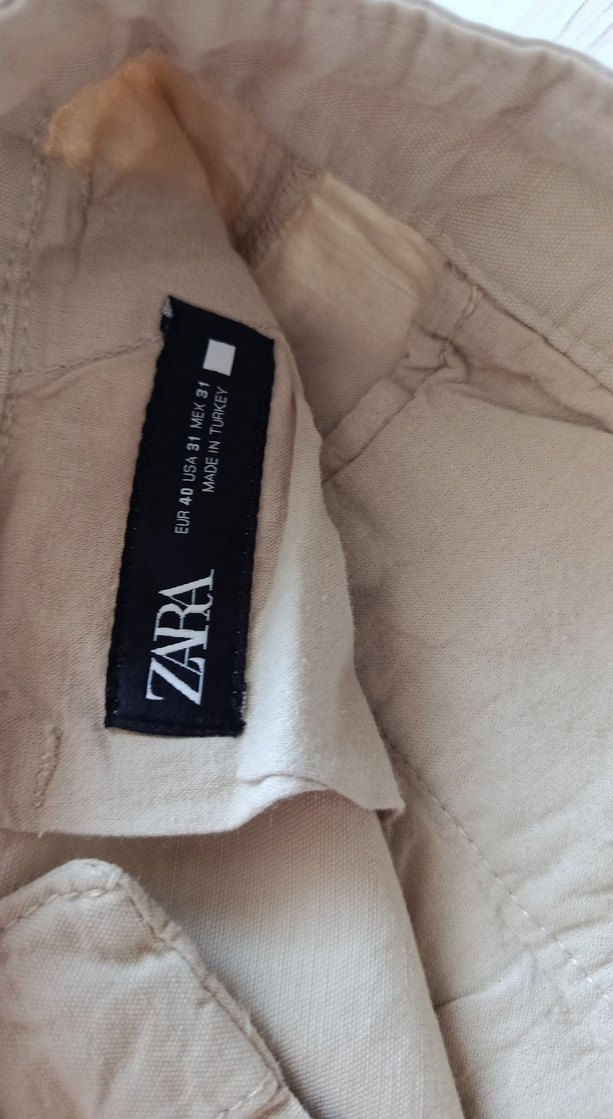 ZARA
EUR 40 USA 31 MEX 31
MADE IN TURKEY